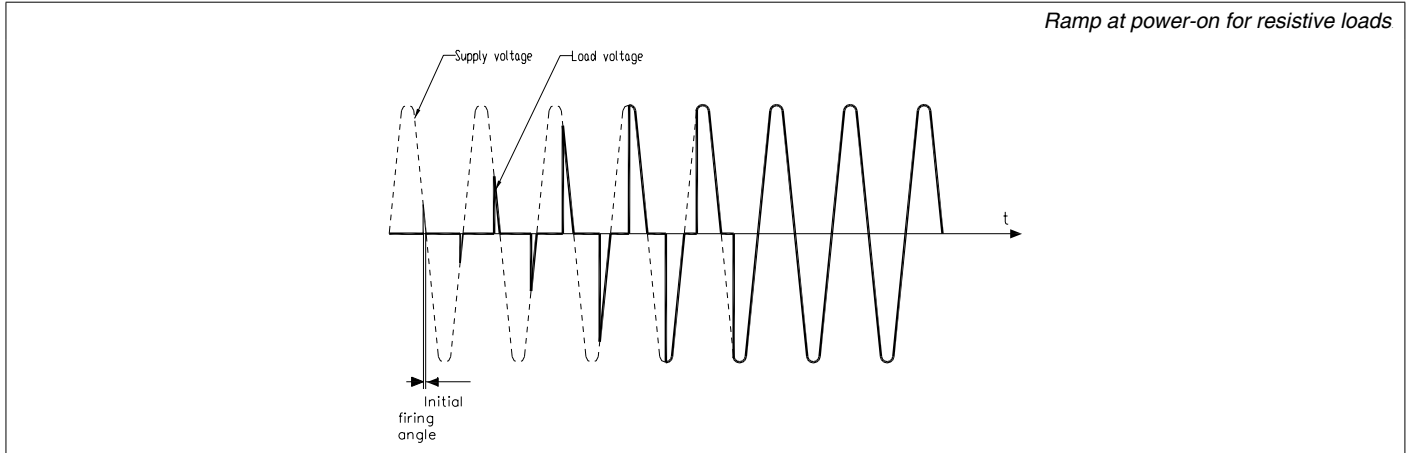 Ramp at power-on for resistive loads
Supply voltage
Load voltage
t
Initial
firing
angle